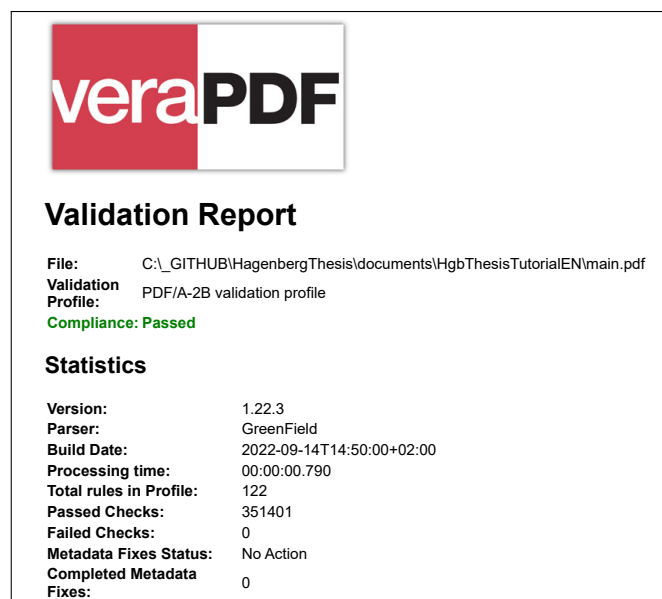 veraPDF
Validation Report
File: C:\_GITHUB\HagenbergThesis\documents\HgbThesisTutorialEN\main.pdf
Validation
Profile: PDF/A-2B validation profile
Compliance: Passed
Statistics
Version: 1.22.3
Parser: GreenField
Build Date: 2022-09-14T14:50:00+02:00
Processing time: 00:00:00.790
Total rules in Profile: 122
Passed Checks: 351401
Failed Checks: 0
Metadata Fixes Status: No Action
Completed Metadata
Fixes: 0